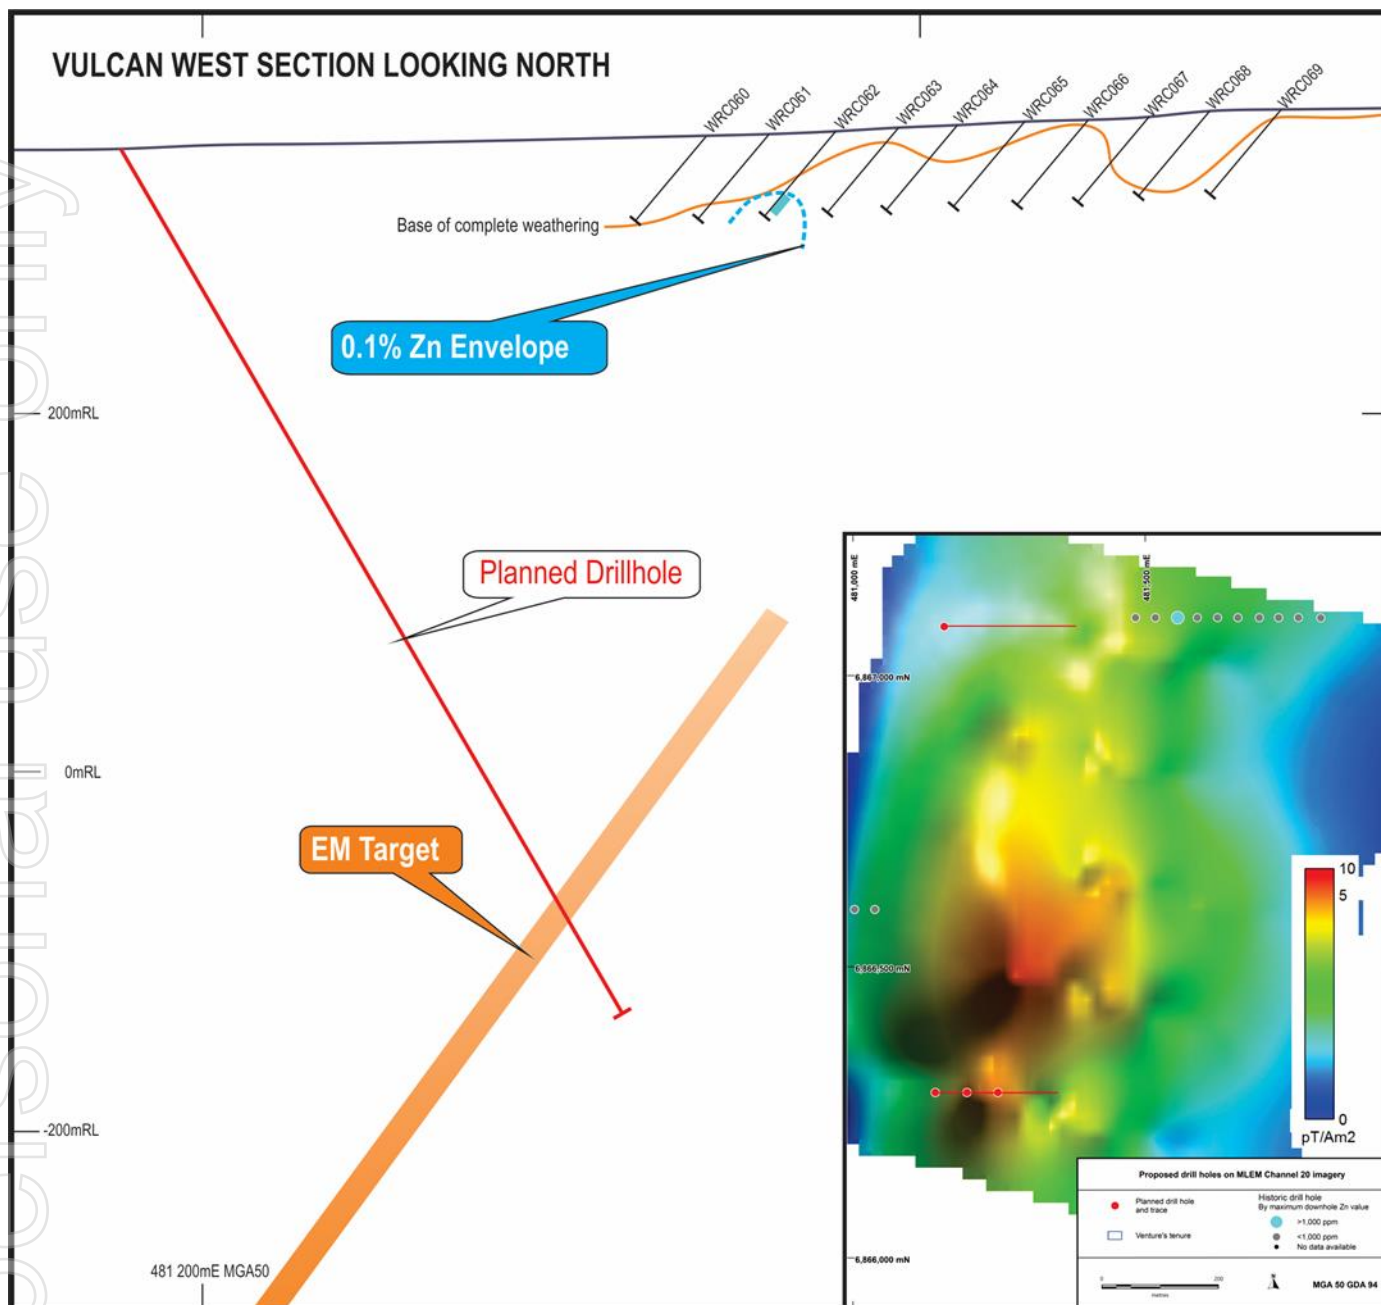 VULCAN WEST SECTION LOOKING NORTH
WRC060
WRC061
WRC062
WRC063
WRC064
WRC065
WRC066
WRC067
WRC068
WRC069
Base of complete weathering
0.1% Zn Envelope
200mRL
Planned Drillhole
0mRL
EM Target
-200mRL
481 200mE MGA50
481,000 mE
481,500 mE
6,867,000 mN
6,866,500 mN
6,866,000 mN
10
5
0
pT/Am2
Proposed drill holes on MLEM Channel 20 imagery
Planned drill hole
and trace
Venture's tenure
Historic drill hole
By maximum downhole Zn value
>1,000 ppm
<1,000 ppm
No data available
0
200
metres
N
MGA 50 GDA 94